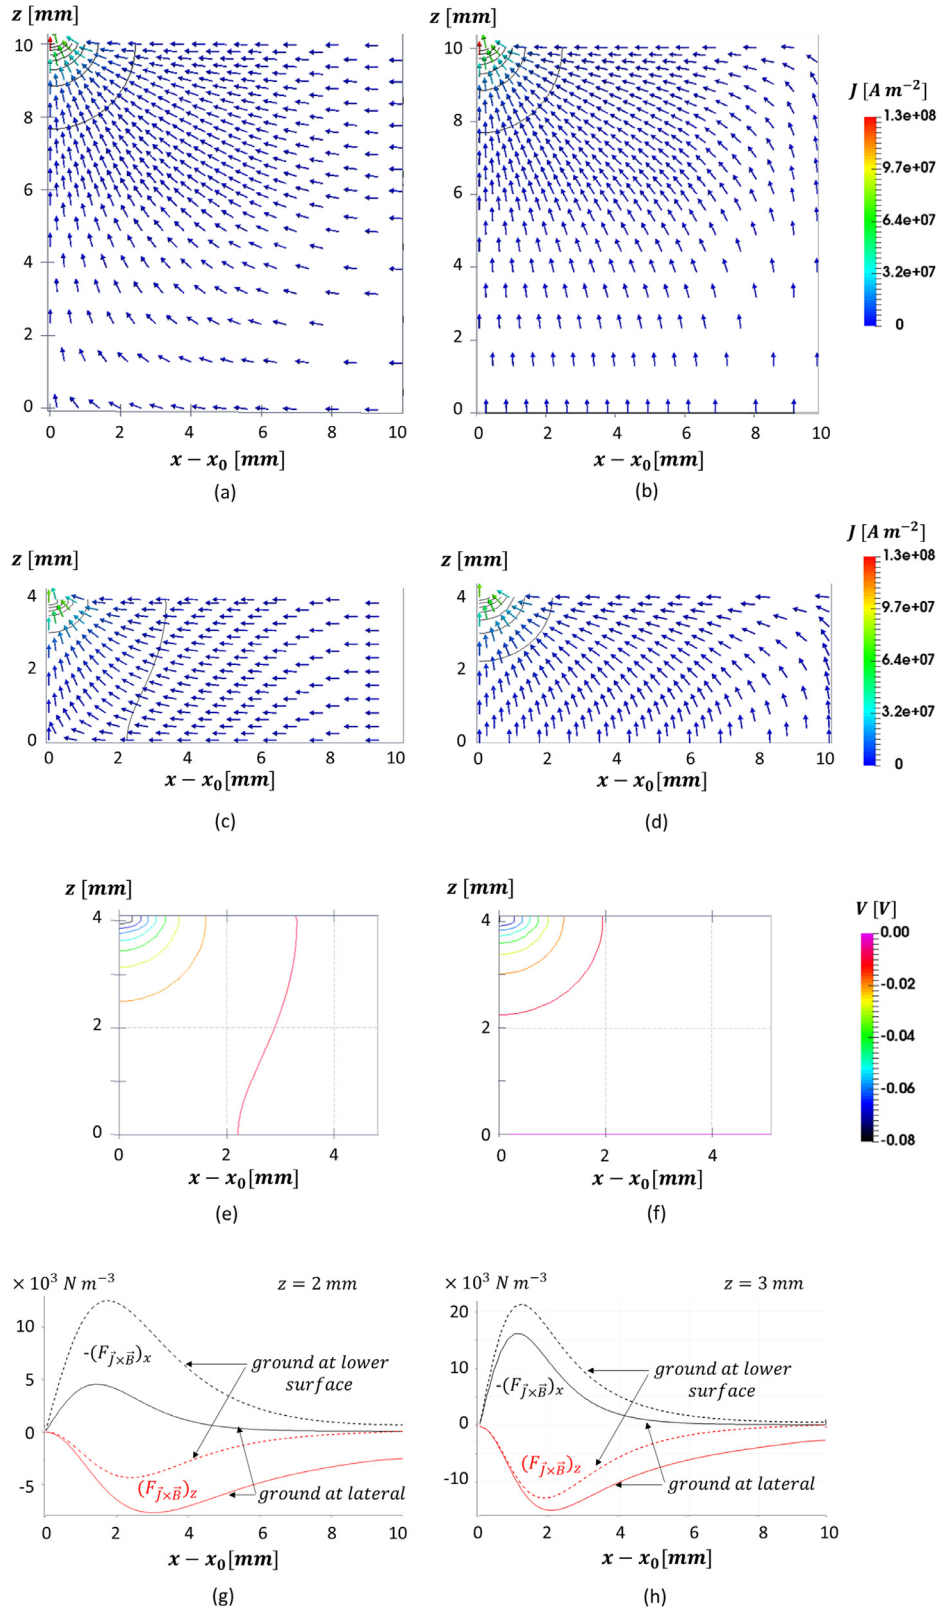 z [mm]
z [mm]
10
8
6
4
2
0
0 2 4 6 8 10
x − x₀ [mm]
(a)
10
8
6
4
2
0
0 2 4 6 8 10
x − x₀[mm]
(b)
J [A m⁻²]
1.3e+08
9.7e+07
6.4e+07
3.2e+07
0
z [mm]
z [mm]
4
2
0
0 2 4 6 8 10
x − x₀[mm]
(c)
4
2
0
0 2 4 6 8 10
x − x₀[mm]
(d)
J [A m⁻²]
1.3e+08
9.7e+07
6.4e+07
3.2e+07
0
z [mm]
z [mm]
4
2
0
0 2 4
x − x₀[mm]
(e)
4
2
0
0 2 4
x − x₀[mm]
(f)
V [V]
0.00
-0.02
-0.04
-0.06
-0.08
× 10³ N m⁻³ z = 2 mm
10
5
0
-5
-(F_{j⃗×B⃗})_x
ground at lower
surface
(F_{j⃗×B⃗})_z
ground at lateral
0 2 4 6 8 10
x − x₀[mm]
(g)
× 10³ N m⁻³ z = 3 mm
20
10
0
-10
-(F_{j⃗×B⃗})_x
ground at lower
surface
(F_{j⃗×B⃗})_z
ground at lateral
0 2 4 6 8 10
x − x₀[mm]
(h)